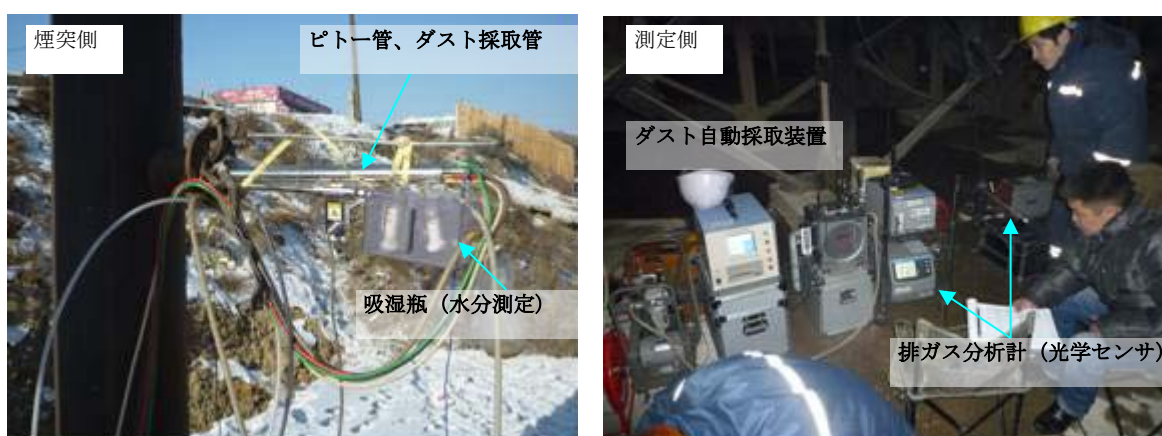 煙突側
ピトー管、ダスト採取管
吸湿瓶（水分測定）
測定側
ダスト自動採取装置
排ガス分析計（光学センサ）